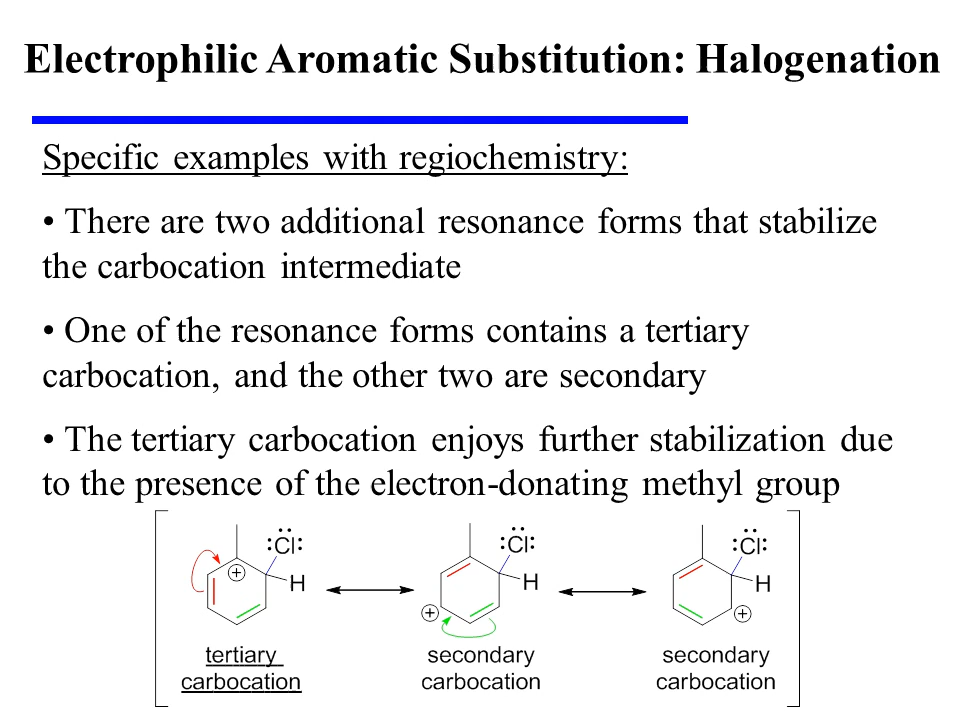 Electrophilic Aromatic Substitution: Halogenation
Specific examples with regiochemistry:
• There are two additional resonance forms that stabilize
the carbocation intermediate
• One of the resonance forms contains a tertiary
carbocation, and the other two are secondary
• The tertiary carbocation enjoys further stabilization due
to the presence of the electron-donating methyl group
:Cl: :Cl: :Cl:
+ H H H
+ +
tertiary secondary secondary
carbocation carbocation carbocation